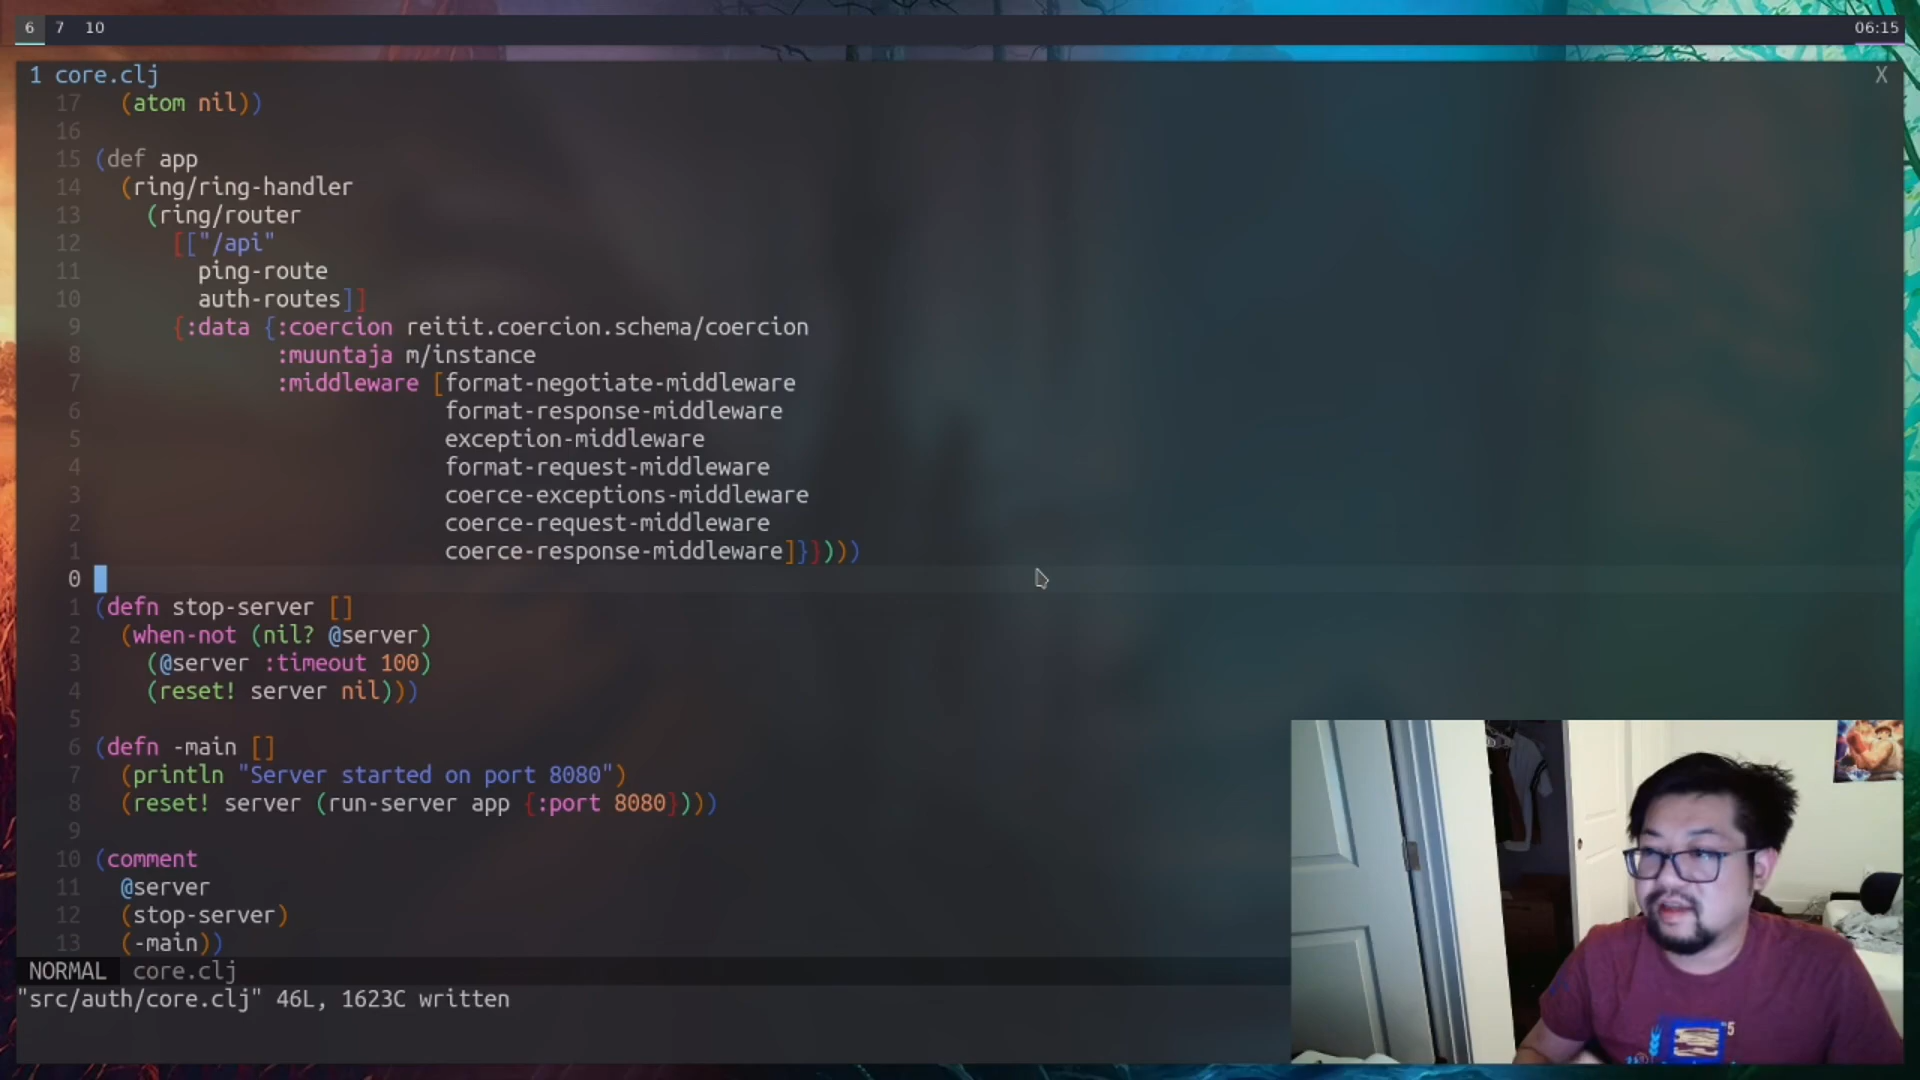 6 7 10 06:15
1 core.clj X
17 (atom nil))
16
15 (def app
14 (ring/ring-handler
13 (ring/router
12 [["/api"
11 ping-route
10 auth-routes]]
9 {:data {:coercion reitit.coercion.schema/coercion
8 :muuntaja m/instance
7 :middleware [format-negotiate-middleware
6 format-response-middleware
5 exception-middleware
4 format-request-middleware
3 coerce-exceptions-middleware
2 coerce-request-middleware
1 coerce-response-middleware]}})))
0
1 (defn stop-server []
2 (when-not (nil? @server)
3 (@server :timeout 100)
4 (reset! server nil)))
5
6 (defn -main []
7 (println "Server started on port 8080")
8 (reset! server (run-server app {:port 8080})))
9
10 (comment
11 @server
12 (stop-server)
13 (-main))
NORMAL core.clj
"src/auth/core.clj" 46L, 1623C written